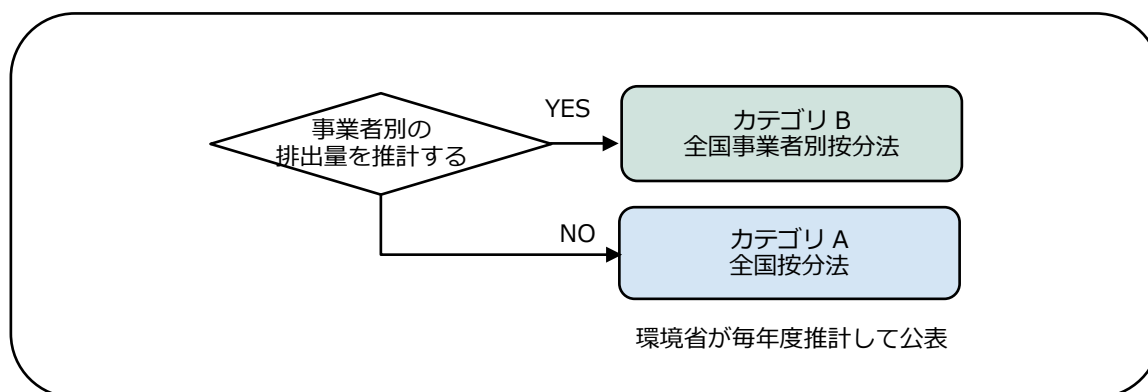 事業者別の
排出量を推計する
YES
カテゴリ B
全国事業者別按分法
NO
カテゴリ A
全国按分法
環境省が毎年度推計して公表